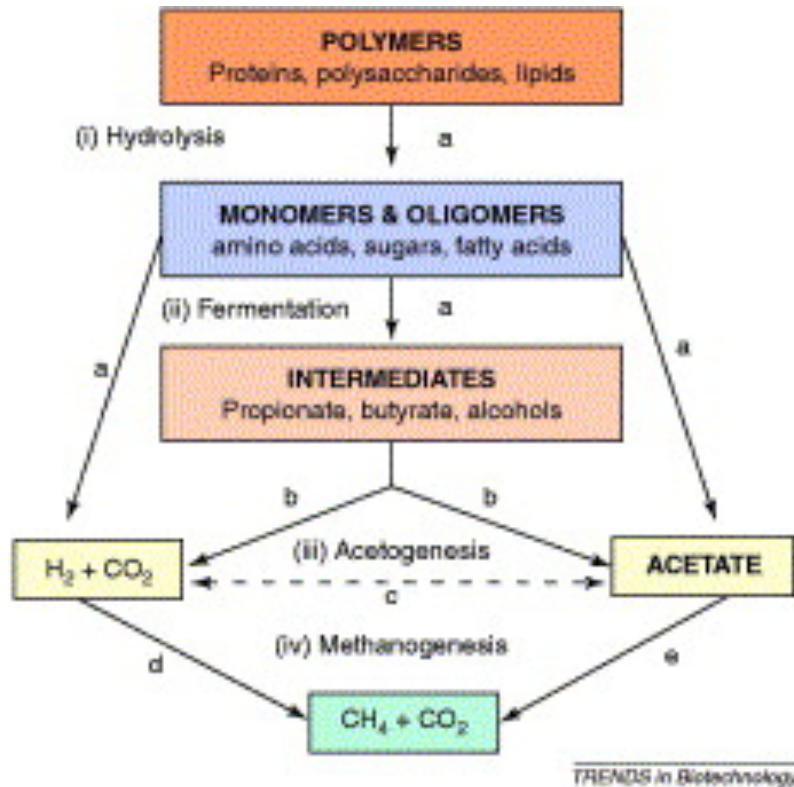 POLYMERS
Proteins, polysaccharides, lipids
(i) Hydrolysis
a
MONOMERS & OLIGOMERS
amino acids, sugars, fatty acids
(ii) Fermentation
a
a
a
INTERMEDIATES
Propionate, butyrate, alcohols
b
b
(iii) Acetogenesis
H₂ + CO₂
ACETATE
c
(iv) Methanogenesis
d
e
CH₄ + CO₂
TRENDS in Biotechnology